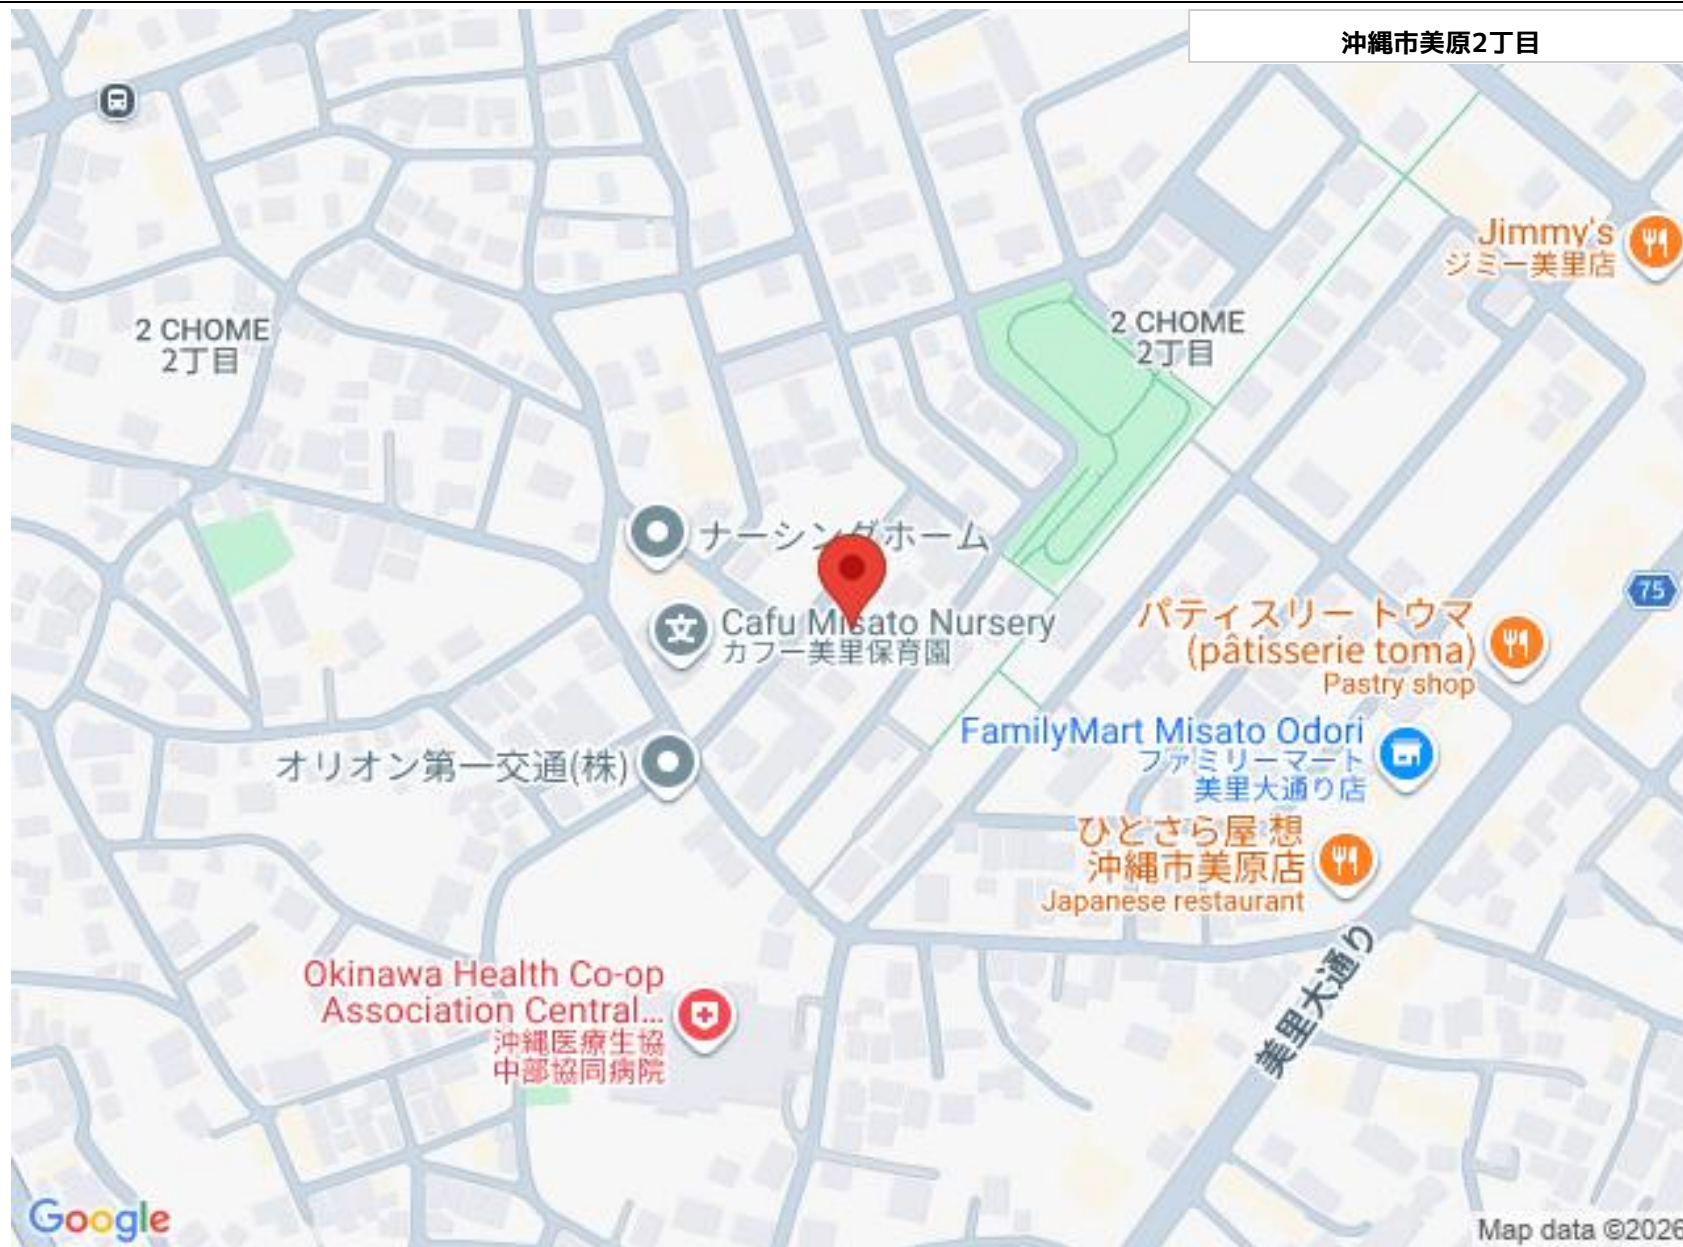 沖縄市美原2丁目
Jimmy's
ジミー美里店
2 CHOME
2丁目
2 CHOME
2丁目
ナーシングホーム
Cafu Misato Nursery
カフー美里保育園
75
パティスリー トウマ
(pâtisserie toma)
Pastry shop
FamilyMart Misato Odori
ファミリーマート
美里大通り店
オリオン第一交通(株)
ひとさら屋 想
沖縄市美原店
Japanese restaurant
美里大通り
Okinawa Health Co-op
Association Central...
沖縄医療生協
中部協同病院
Google
Map data ©2026